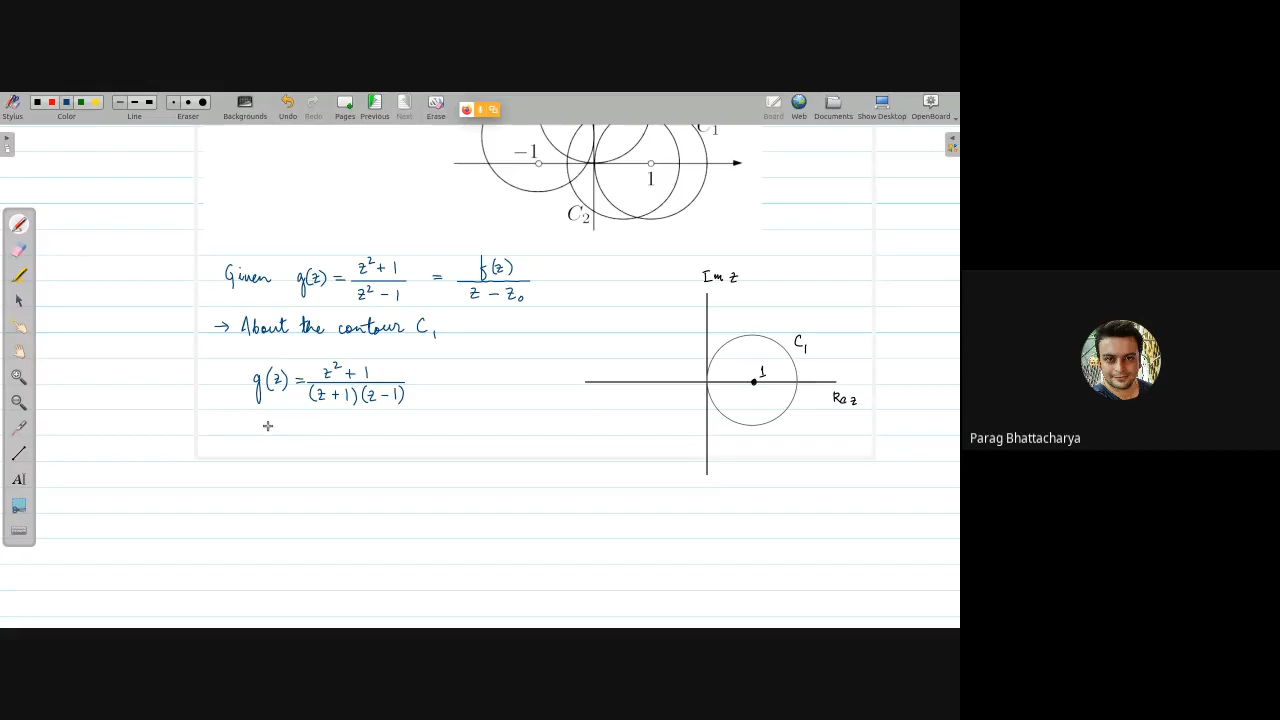 Stylus Color Line Eraser Backgrounds Undo Redo Pages Previous Next Erase Board Web Documents Show Desktop OpenBoard
C₁
−1
1
C₂
Given g(z) = z² + 1 / z² − 1 = f(z) / z − z₀
Im z
→ About the contour C₁
C₁
g(z) = z² + 1 / (z + 1)(z − 1)
1
Re z
Parag Bhattacharya